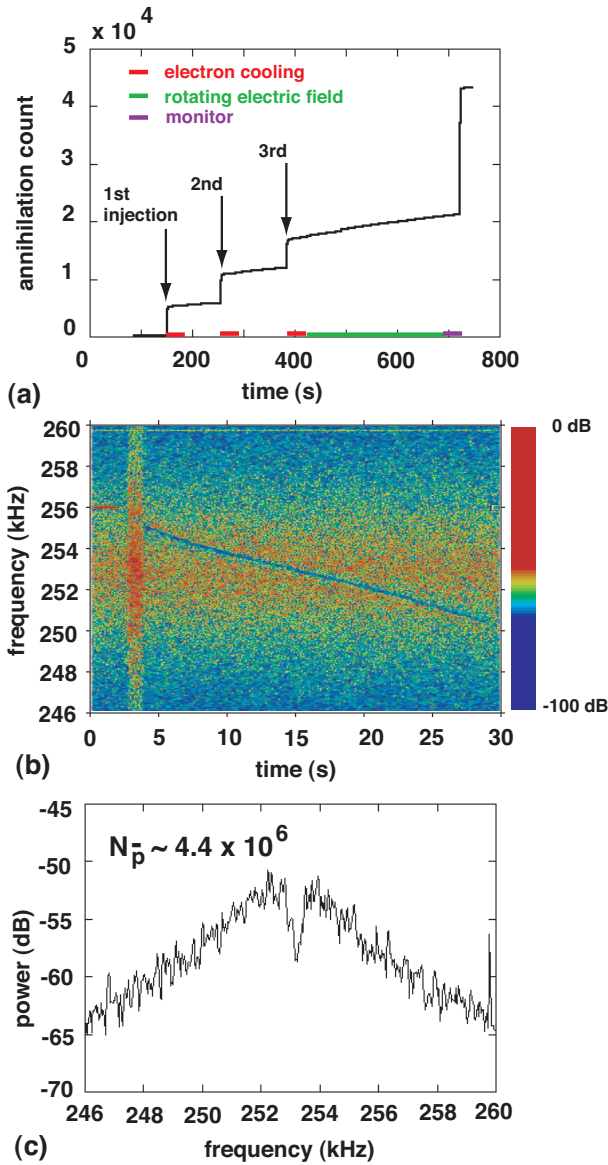 x 10^4
5
4
3
2
1
0
annihilation count
electron cooling
rotating electric field
monitor
1st
injection
2nd
3rd
0 200 400 600 800
time (s)
(a)
260
258
256
254
252
250
248
246
frequency (kHz)
0 dB
-100 dB
0 5 10 15 20 25 30
time (s)
(b)
-45
-50
-55
-60
-65
-70
power (dB)
N_p̄ ~ 4.4 x 10^6
246 248 250 252 254 256 258 260
frequency (kHz)
(c)